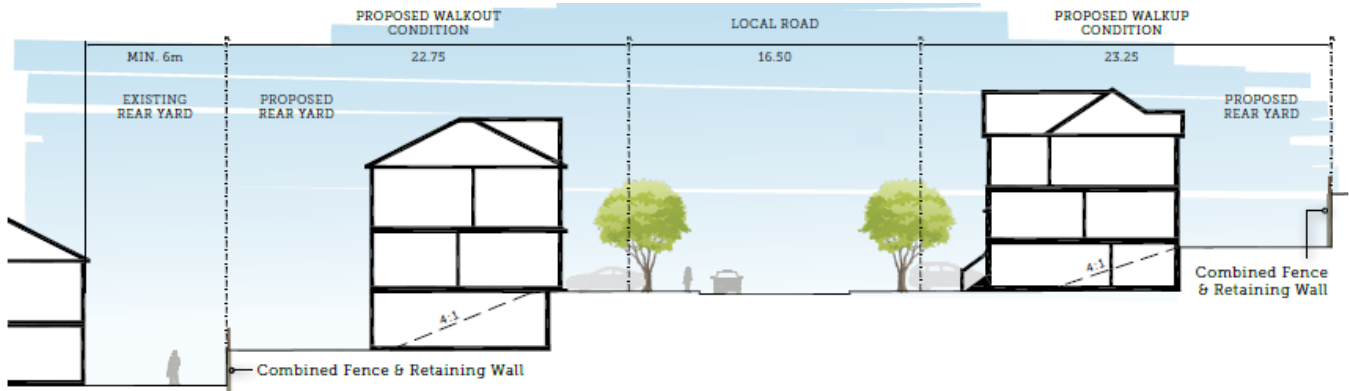 PROPOSED WALKOUT
CONDITION
LOCAL ROAD
PROPOSED WALKUP
CONDITION
MIN. 6m
22.75
16.50
23.25
EXISTING
REAR YARD
PROPOSED
REAR YARD
PROPOSED
REAR YARD
4:1
4:1
Combined Fence
& Retaining Wall
Combined Fence & Retaining Wall